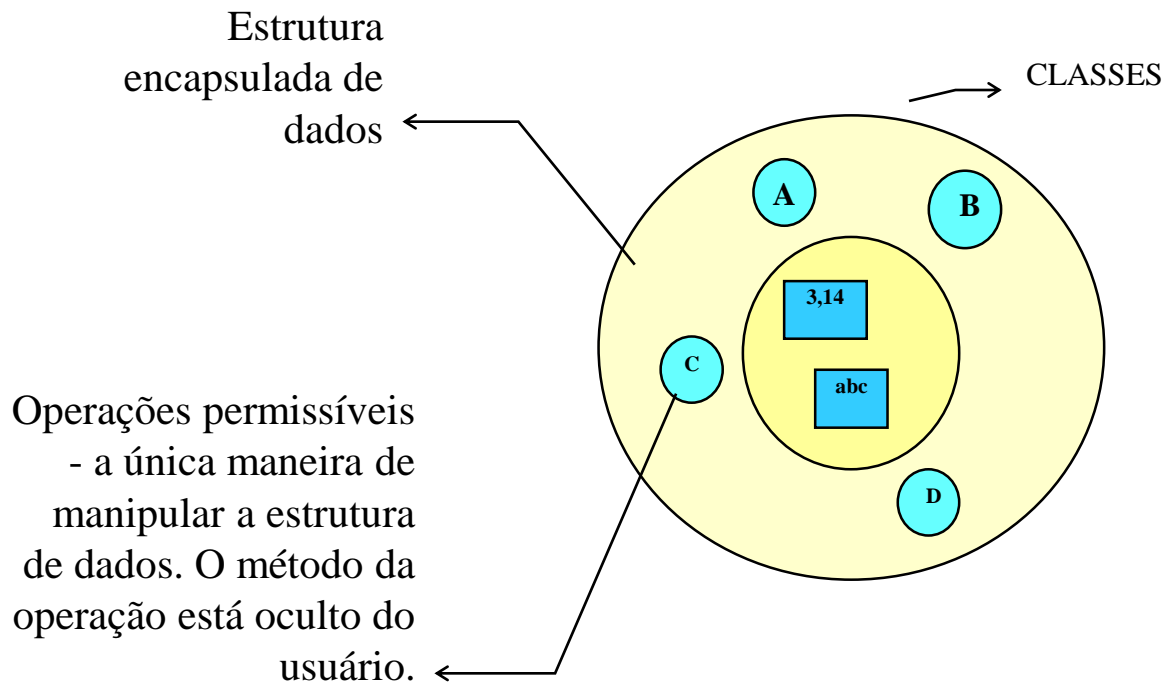 Estrutura
encapsulada de
dados
CLASSES
A
B
3,14
C
abc
D
Operações permissíveis
- a única maneira de
manipular a estrutura
de dados. O método da
operação está oculto do
usuário.